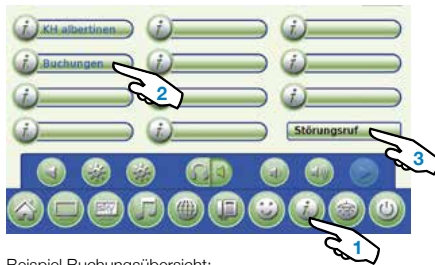 KH albertinen
Buchungen
2
Störungsruf
3
1
Beispiel Buchungsübersicht: